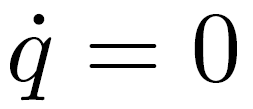 q̇ = 0